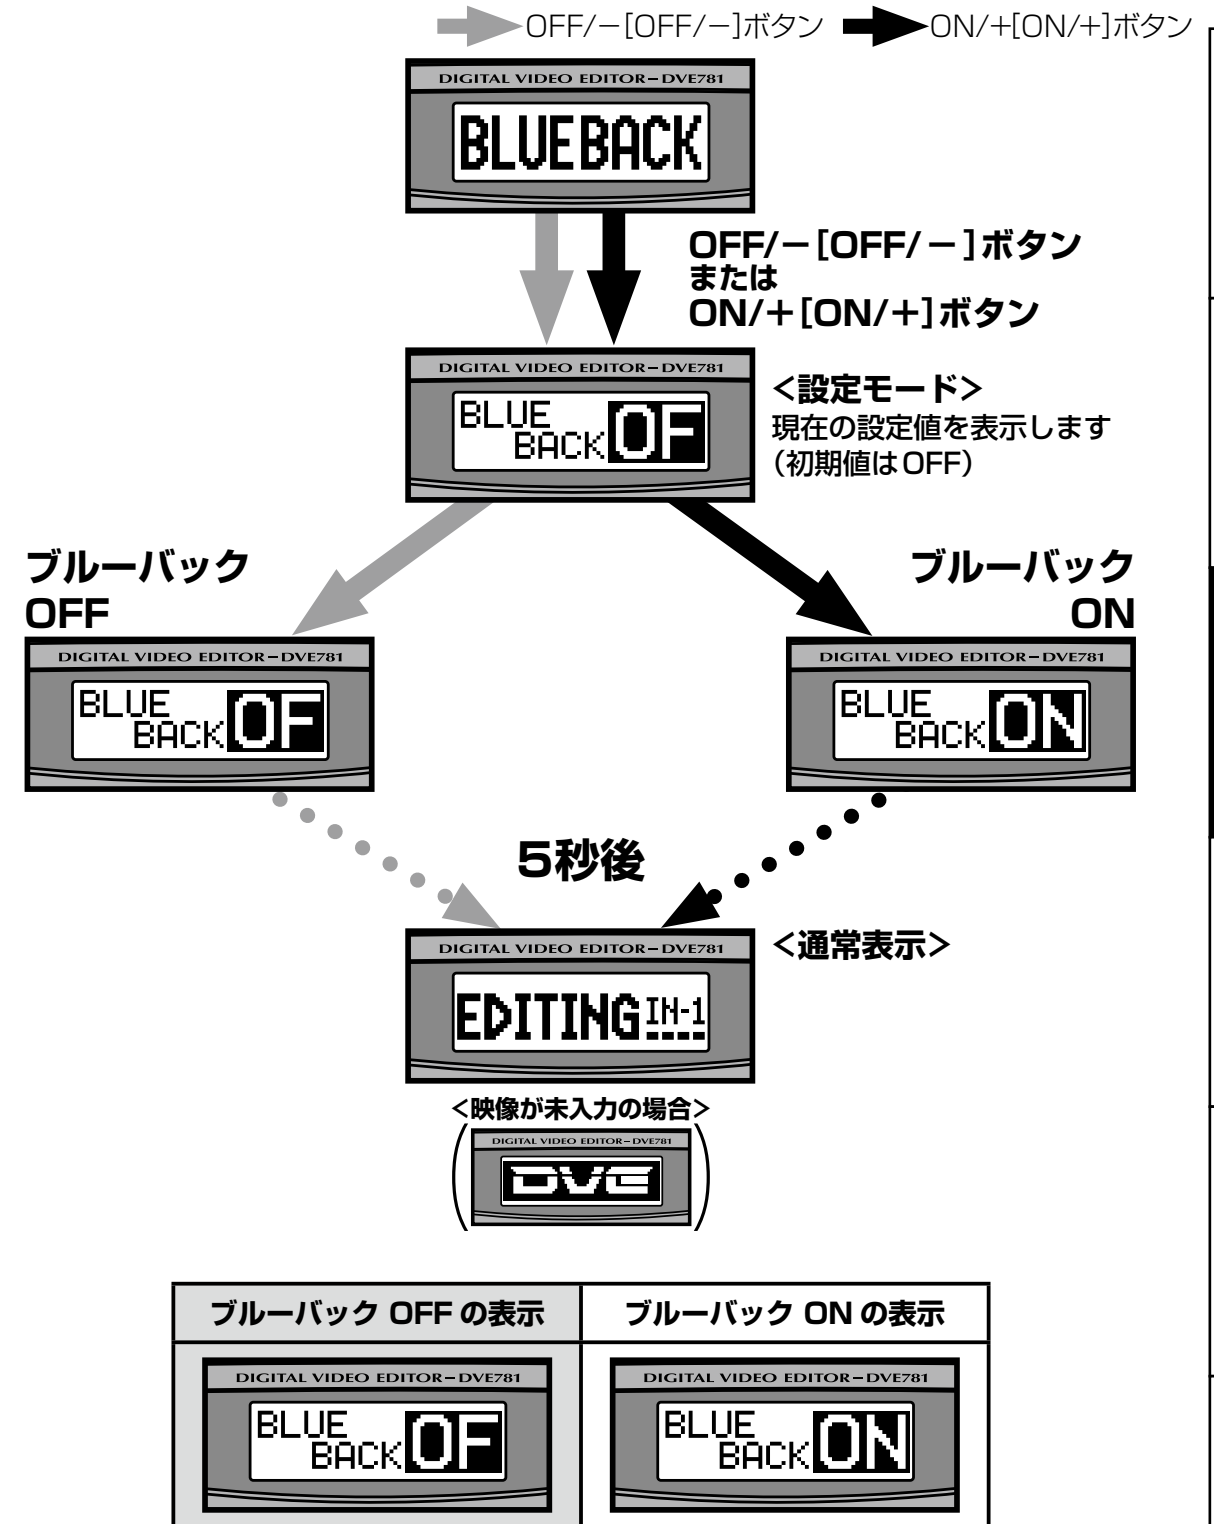 OFF/−[OFF/−]ボタン ON/+[ON/+]ボタン
DIGITAL VIDEO EDITOR−DVE781
BLUEBACK
OFF/−[OFF/−]ボタン
または
ON/+[ON/+]ボタン
DIGITAL VIDEO EDITOR−DVE781
BLUE
BACK OF
<設定モード>
現在の設定値を表示します
(初期値はOFF)
ブルーバック
OFF
DIGITAL VIDEO EDITOR−DVE781
BLUE
BACK OF
ブルーバック
ON
DIGITAL VIDEO EDITOR−DVE781
BLUE
BACK ON
5秒後
DIGITAL VIDEO EDITOR−DVE781
EDITING IN-1
<通常表示>
<映像が未入力の場合>
DIGITAL VIDEO EDITOR−DVE781
DVE
ブルーバック OFF の表示
ブルーバック ON の表示
DIGITAL VIDEO EDITOR−DVE781
BLUE
BACK OF
DIGITAL VIDEO EDITOR−DVE781
BLUE
BACK ON